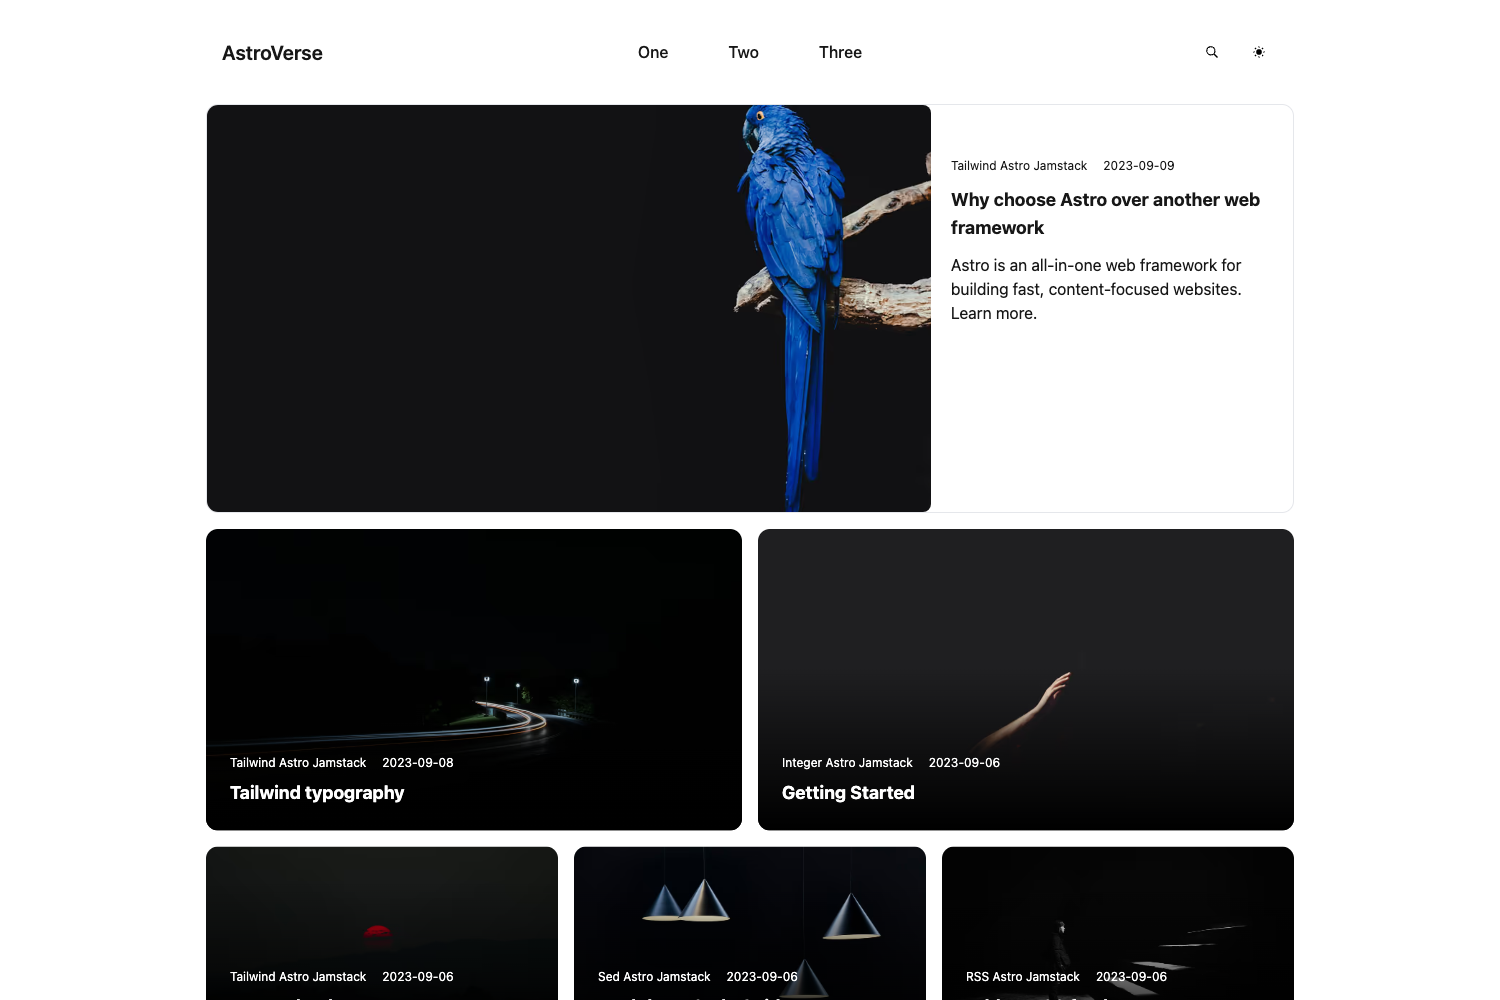 AstroVerse
One
Two
Three
Tailwind Astro Jamstack 2023-09-09
Why choose Astro over another web
framework
Astro is an all-in-one web framework for
building fast, content-focused websites.
Learn more.
Tailwind Astro Jamstack 2023-09-08
Tailwind typography
Integer Astro Jamstack 2023-09-06
Getting Started
Tailwind Astro Jamstack 2023-09-06
Sed Astro Jamstack 2023-09-06
RSS Astro Jamstack 2023-09-06